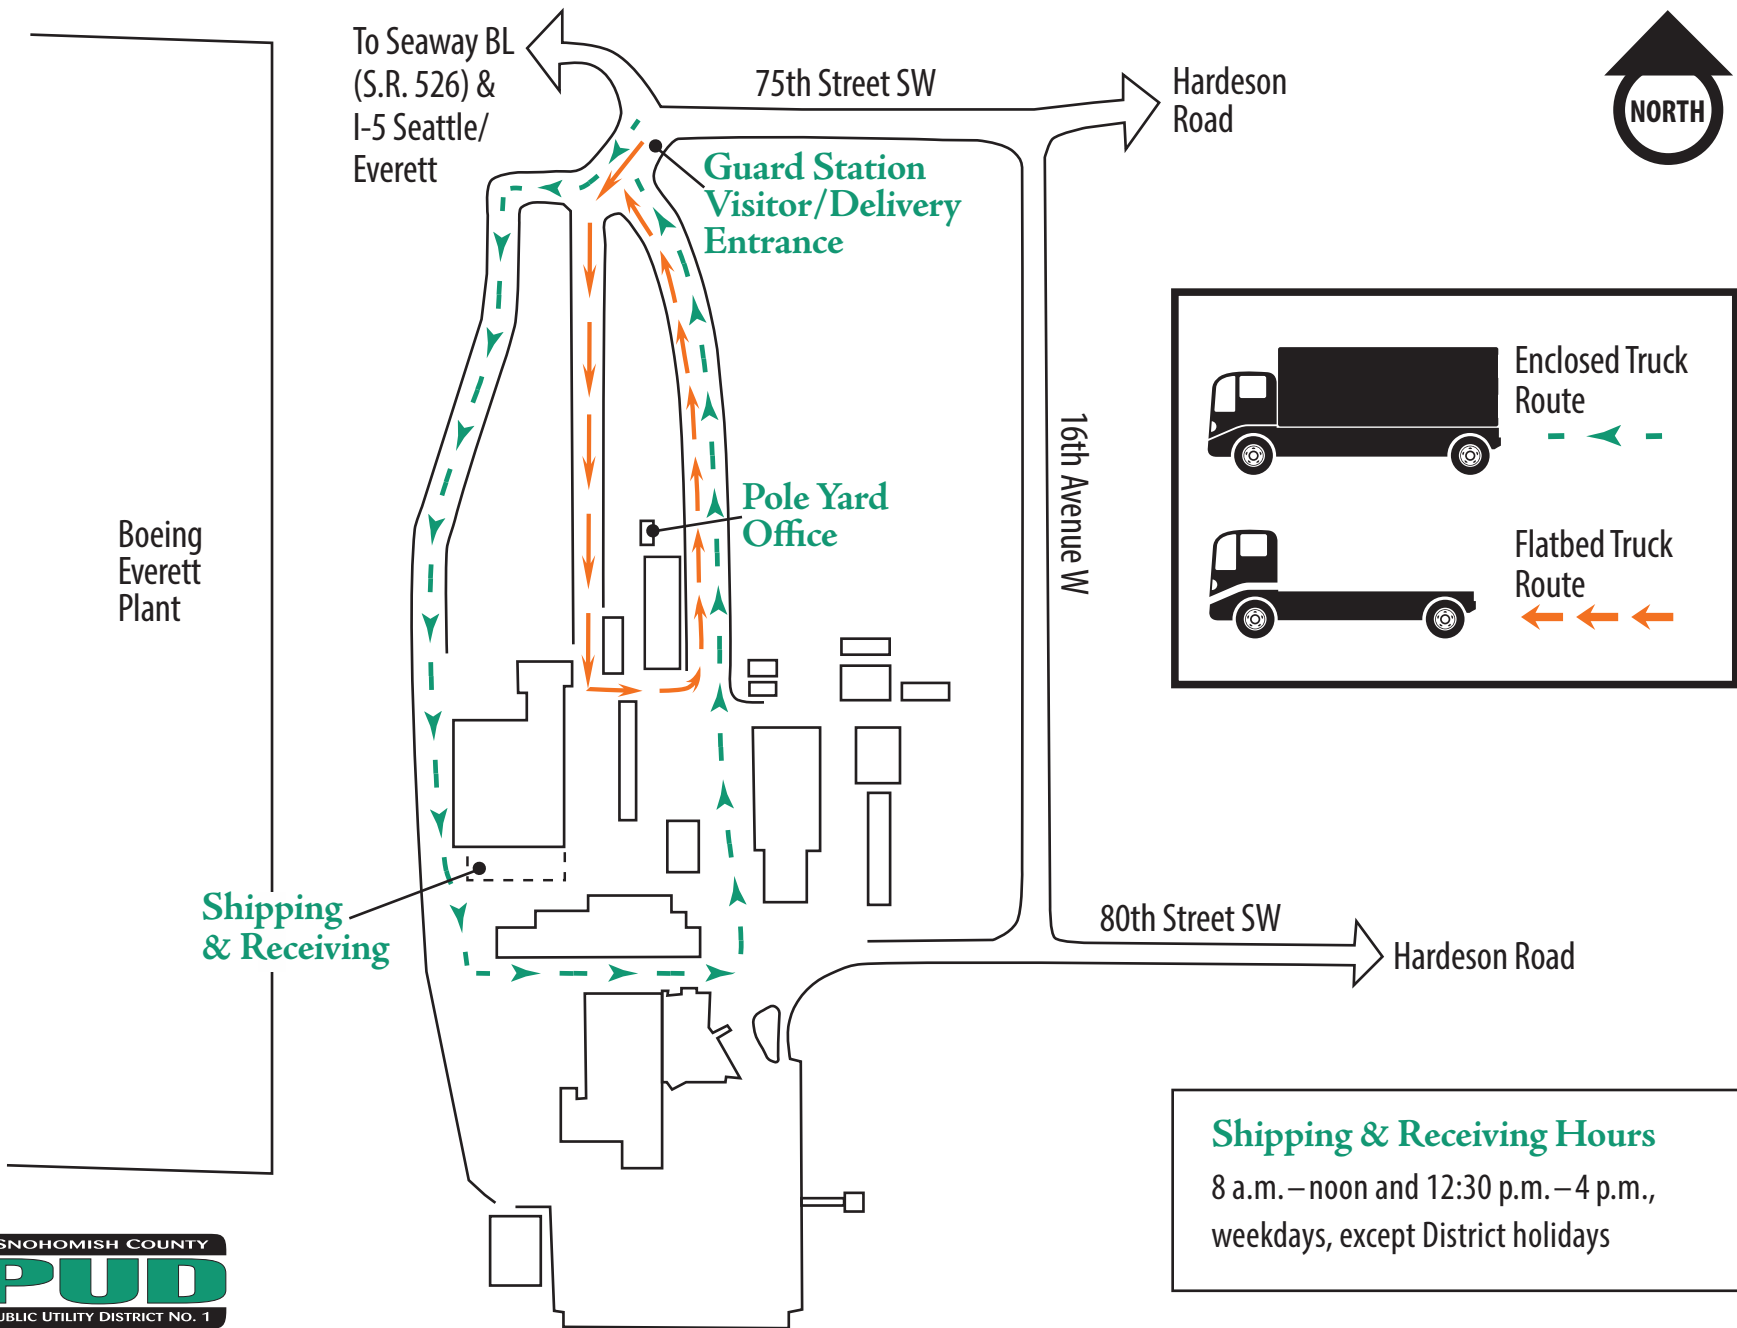 To Seaway BL
(S.R. 526) &
I-5 Seattle/
Everett
75th Street SW
Hardeson
Road
NORTH
Guard Station
Visitor/Delivery
Entrance
Enclosed Truck
Route
16th Avenue W
Pole Yard
Office
Flatbed Truck
Route
Boeing
Everett
Plant
Shipping
& Receiving
80th Street SW
Hardeson Road
Shipping & Receiving Hours
8 a.m.–noon and 12:30 p.m.–4 p.m.,
weekdays, except District holidays
SNOHOMISH COUNTY
PUD
PUBLIC UTILITY DISTRICT NO. 1